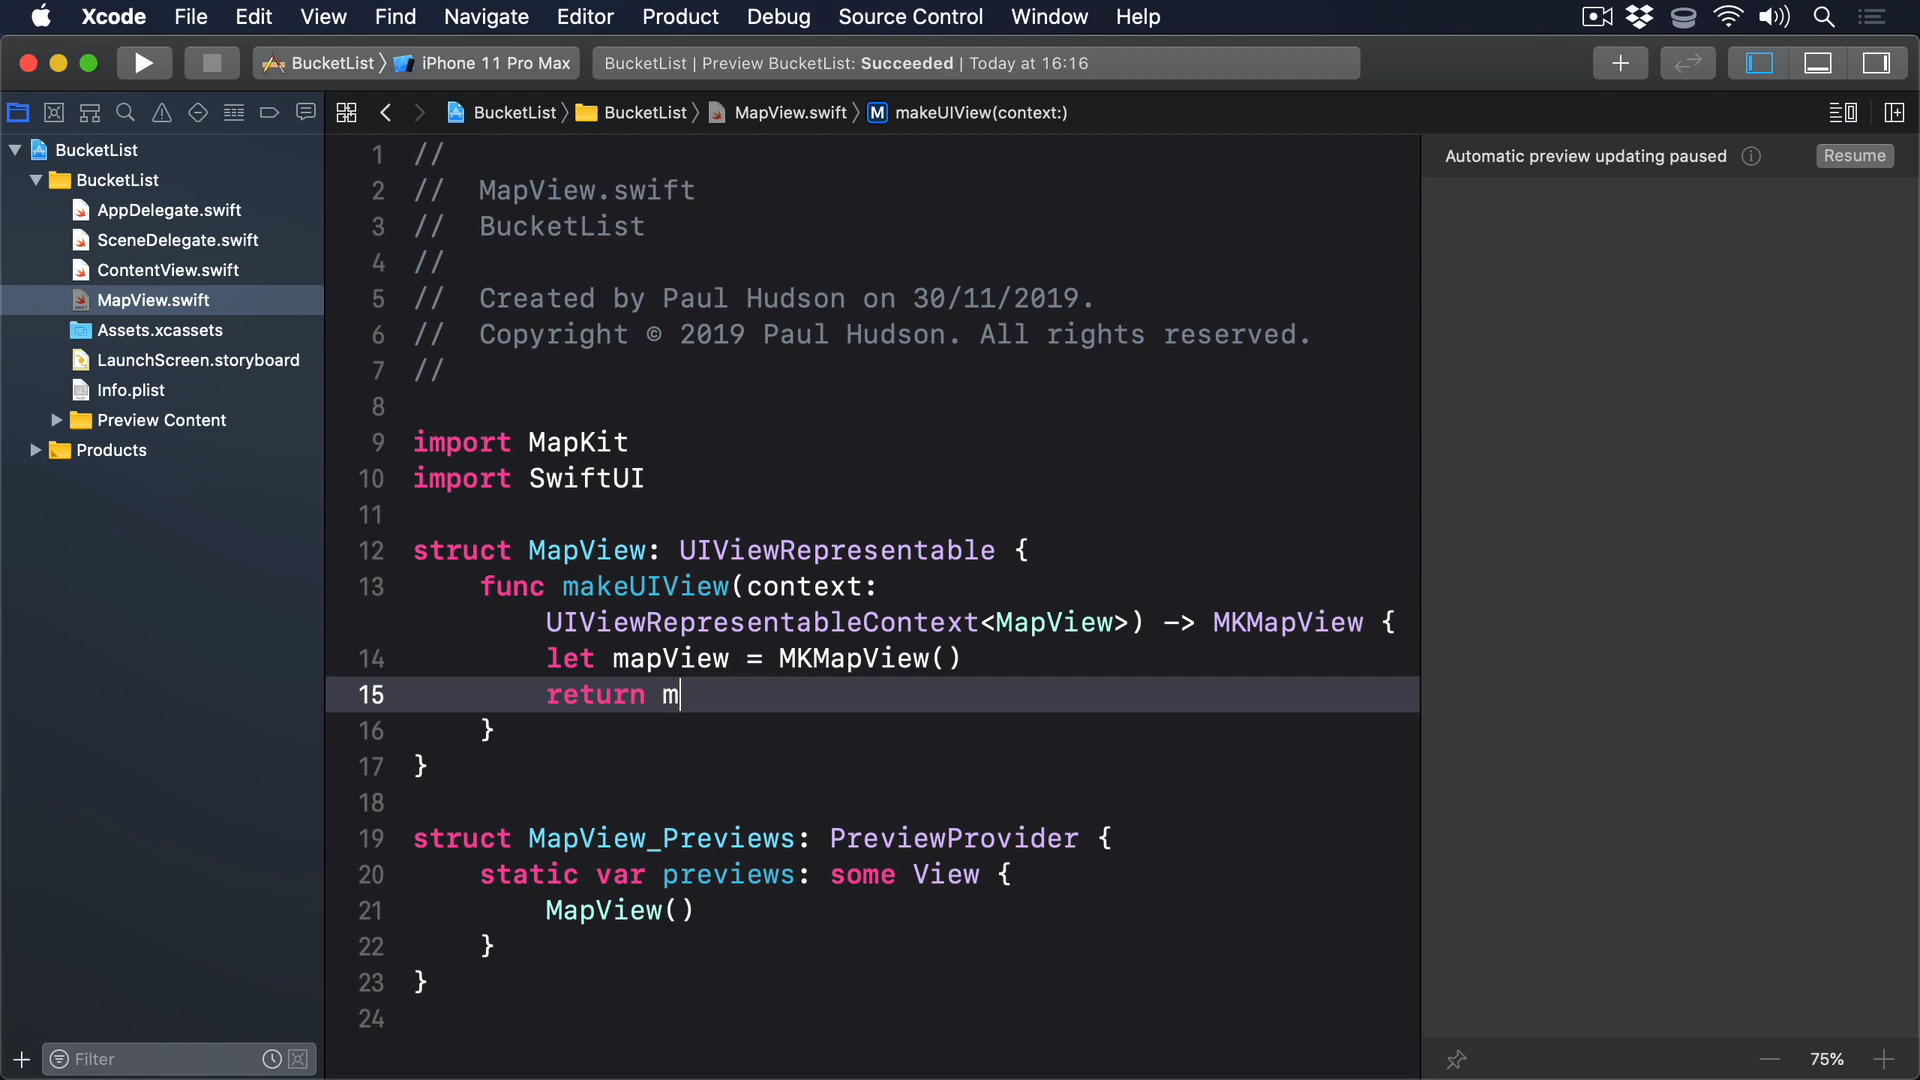 Xcode File Edit View Find Navigate Editor Product Debug Source Control Window Help
BucketList iPhone 11 Pro Max
BucketList | Preview BucketList: Succeeded | Today at 16:16
BucketList BucketList MapView.swift M makeUIView(context:)
BucketList
BucketList
AppDelegate.swift
SceneDelegate.swift
ContentView.swift
MapView.swift
Assets.xcassets
LaunchScreen.storyboard
Info.plist
Preview Content
Products
Filter
1 //
2 //  MapView.swift
3 //  BucketList
4 //
5 //  Created by Paul Hudson on 30/11/2019.
6 //  Copyright © 2019 Paul Hudson. All rights reserved.
7 //
8
9 import MapKit
10 import SwiftUI
11
12 struct MapView: UIViewRepresentable {
13     func makeUIView(context:
        UIViewRepresentableContext<MapView>) -> MKMapView {
14         let mapView = MKMapView()
15         return m
16     }
17 }
18
19 struct MapView_Previews: PreviewProvider {
20     static var previews: some View {
21         MapView()
22     }
23 }
24
Automatic preview updating paused Resume
75%